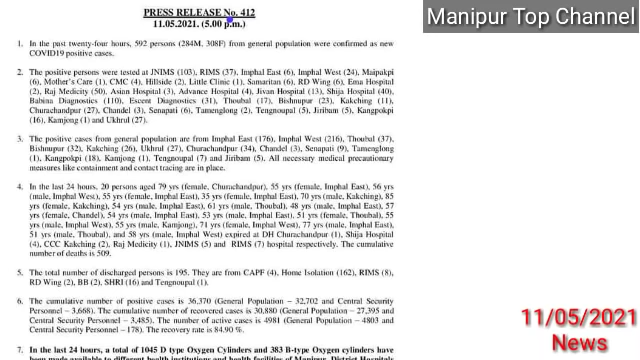 PRESS RELEASE No. 412
11.05.2021. (5.00 p.m.)
Manipur Top Channel
1. In the past twenty-four hours, 592 persons (284M, 308F) from general population were confirmed as new
COVID19 positive cases.
2. The positive persons were tested at JNIMS (103), RIMS (37), Imphal East (6), Imphal West (24), Maipakpi
(6), Mother's Care (1), CMC (4), Hillside (2), Little Clinic (1), Samaritan (6), RD Wing (6), Ema Hospital
(2), Raj Medicity (50), Asian Hospital (3), Advance Hospital (4), Jivan Hospital (13), Shija Hospital (40),
Babina Diagnostics (110), Escent Diagnostics (31), Thoubal (17), Bishnupur (23), Kakching (11),
Churachandpur (27), Chandel (3), Senapati (6), Tamenglong (2), Tengnoupal (5), Jiribam (5), Kangpokpi
(16), Kamjong (1) and Ukhrul (27).
3. The positive cases from general population are from Imphal East (176), Imphal West (216), Thoubal (37),
Bishnupur (32), Kakching (26), Ukhrul (27), Churachandpur (34), Chandel (3), Senapati (9), Tamenglong
(1), Kangpokpi (18), Kamjong (1), Tengnoupal (7) and Jiribam (5). All necessary medical precautionary
measures like containment and contact tracing are in place.
4. In the last 24 hours, 20 persons aged 79 yrs (female, Churachandpur), 55 yrs (female, Imphal East), 56 yrs
(male, Imphal West), 55 yrs (female, Imphal East), 35 yrs (female, Imphal East), 70 yrs (male, Kakching), 85
yrs (female, Kakching), 54 yrs (male, Imphal East), 61 yrs (male, Thoubal), 48 yrs (male, Imphal East), 57
yrs (female, Chandel), 54 yrs (male, Imphal East), 53 yrs (male, Imphal East), 51 yrs (female, Thoubal), 55
yrs (male, Imphal West), 55 yrs (male, Kamjong), 71 yrs (female, Imphal West), 77 yrs (male, Imphal East),
51 yrs (male, Thoubal), and 58 yrs (male, Imphal West) expired at DH Churachandpur (1), Shija Hospital
(4), CCC Kakching (2), Raj Medicity (1), JNIMS (5) and RIMS (7) hospital respectively. The cumulative
number of deaths is 509.
5. The total number of discharged persons is 195. They are from CAPF (4), Home Isolation (162), RIMS (8),
RD Wing (2), BB (2), SHRI (16) and Tengnoupal (1).
6. The cumulative number of positive cases is 36,370 (General Population – 32,702 and Central Security
Personnel – 3,668). The cumulative number of recovered cases is 30,880 (General Population – 27,395 and
Central Security Personnel – 3,485). The number of active cases is 4981 (General Population – 4803 and
Central Security Personnel – 178). The recovery rate is 84.90 %.
11/05/2021
News
7. In the last 24 hours, a total of 1045 D type Oxygen Cylinders and 383 B-type Oxygen cylinders have
been made available to different health institutions and health facilities of Manipur, District Hospitals